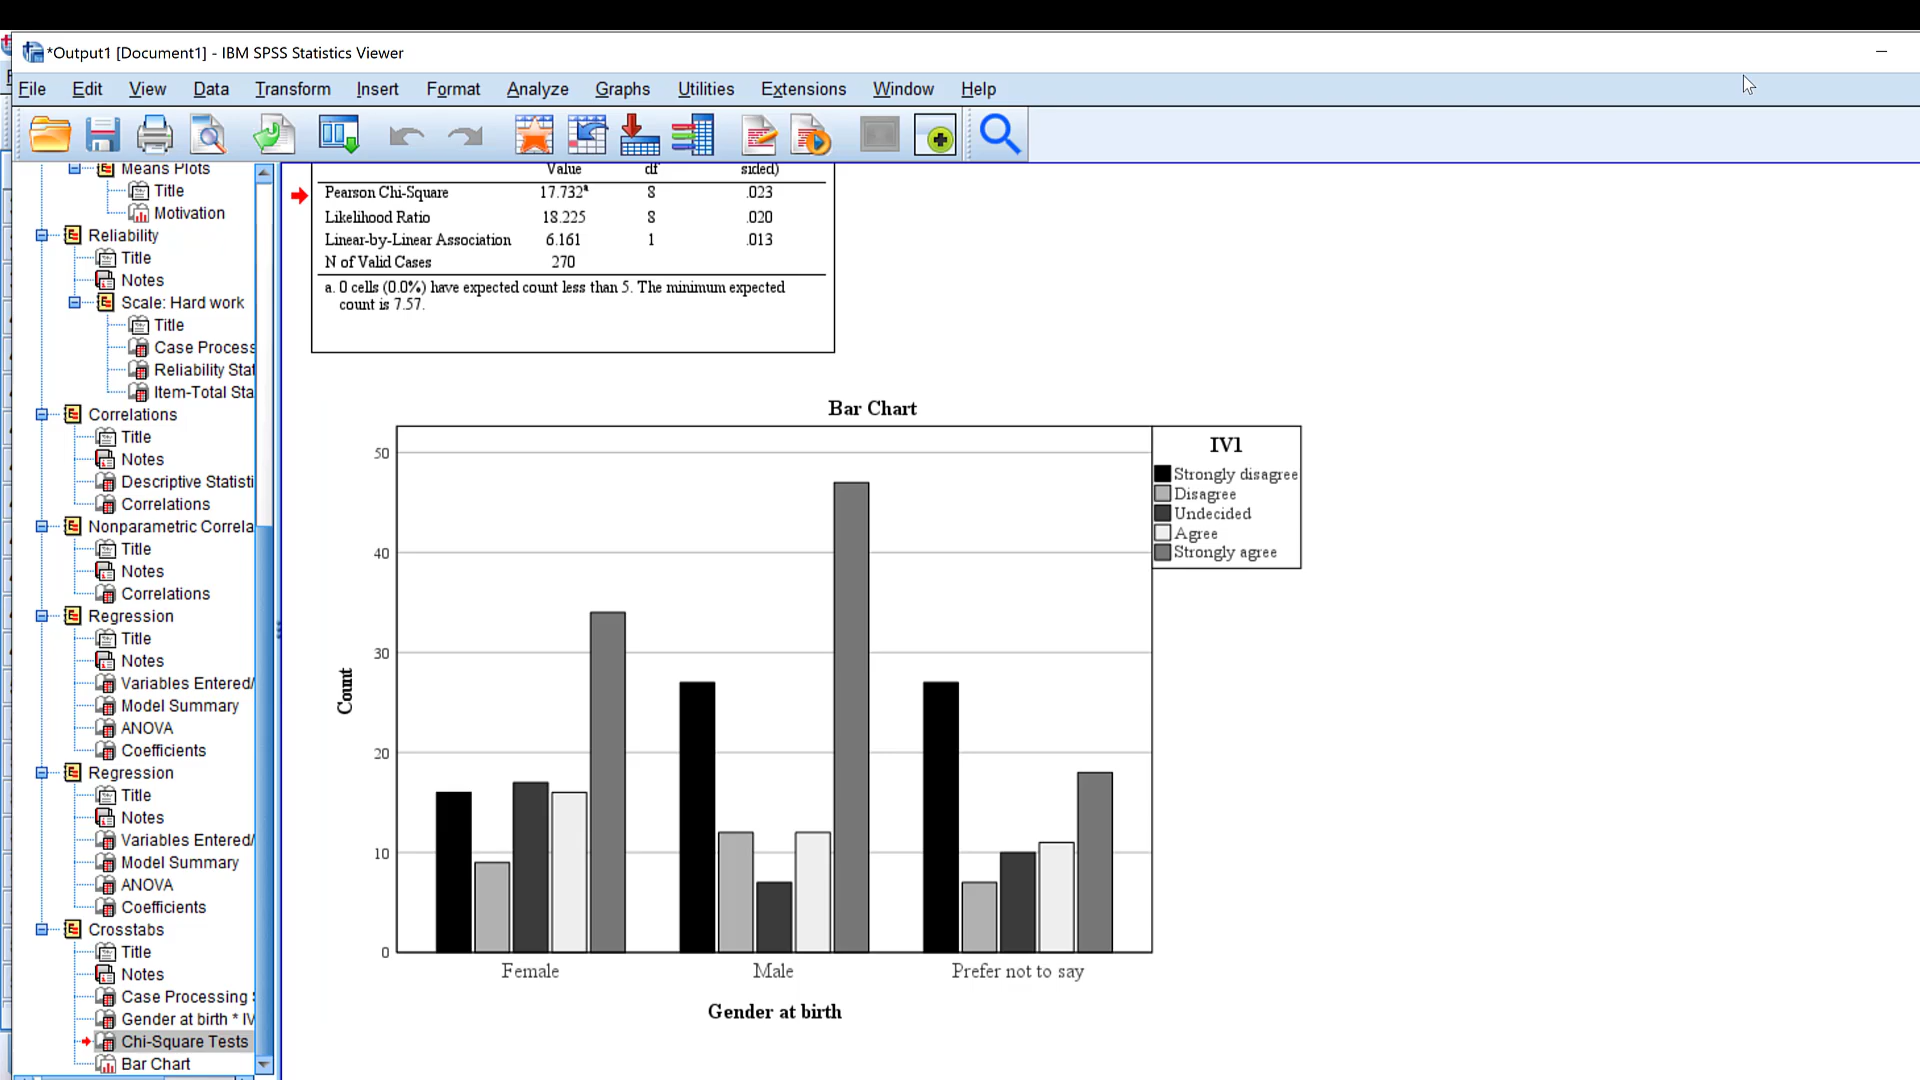 *Output1 [Document1] - IBM SPSS Statistics Viewer
File Edit View Data Transform Insert Format Analyze Graphs Utilities Extensions Window Help
Means Plots
Title
Motivation
Reliability
Title
Notes
Scale: Hard work
Title
Case Process
Reliability Stat
Item-Total Sta
Correlations
Title
Notes
Descriptive Statisti
Correlations
Nonparametric Correla
Title
Notes
Correlations
Regression
Title
Notes
Variables Entered/
Model Summary
ANOVA
Coefficients
Regression
Title
Notes
Variables Entered/
Model Summary
ANOVA
Coefficients
Crosstabs
Title
Notes
Case Processing
Gender at birth * IV
Chi-Square Tests
Bar Chart
Value df sided)
Pearson Chi-Square 17.732a 8 .023
Likelihood Ratio 18.225 8 .020
Linear-by-Linear Association 6.161 1 .013
N of Valid Cases 270
a. 0 cells (0.0%) have expected count less than 5. The minimum expected
count is 7.57.
Bar Chart
50
40
30
20
10
0
Count
Female Male Prefer not to say
Gender at birth
IV1
Strongly disagree
Disagree
Undecided
Agree
Strongly agree